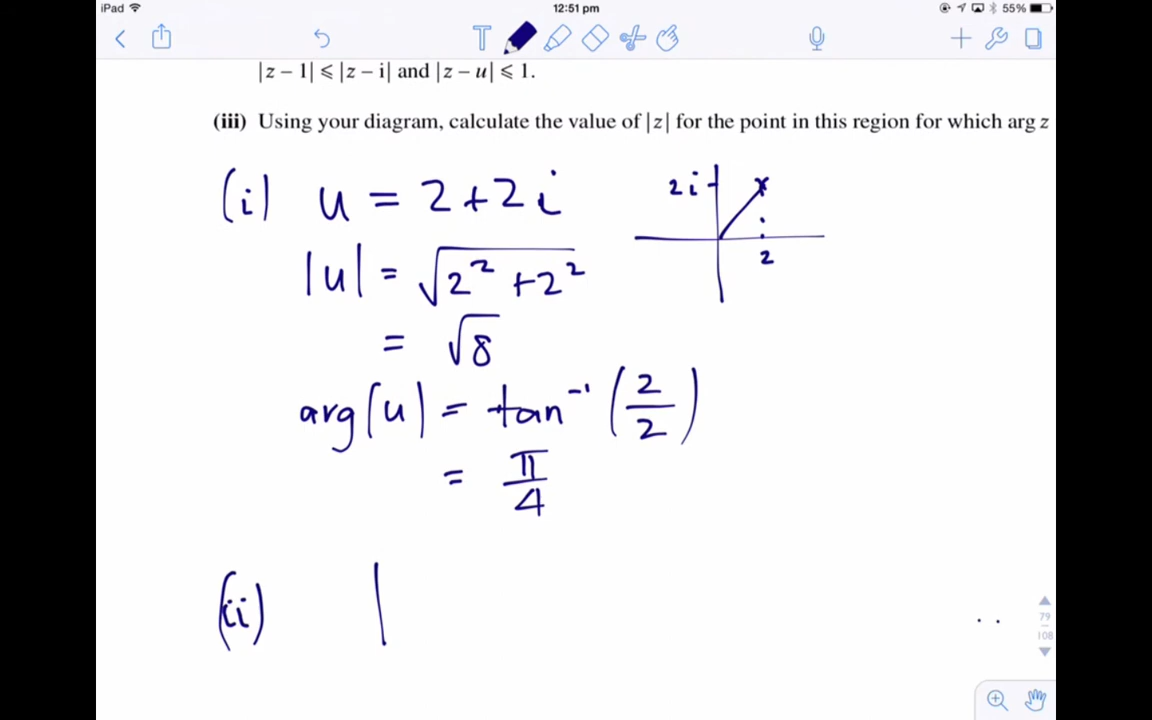 iPad 12:51 pm 55%
T
|z − 1| ⩽ |z − i| and |z − u| ⩽ 1.
(iii) Using your diagram, calculate the value of |z| for the point in this region for which arg z
(i) u = 2 + 2i
2i
2
|u| = √(2² + 2²)
= √8
arg(u) = tan⁻¹ (2/2)
= π/4
(ii) |
79
108